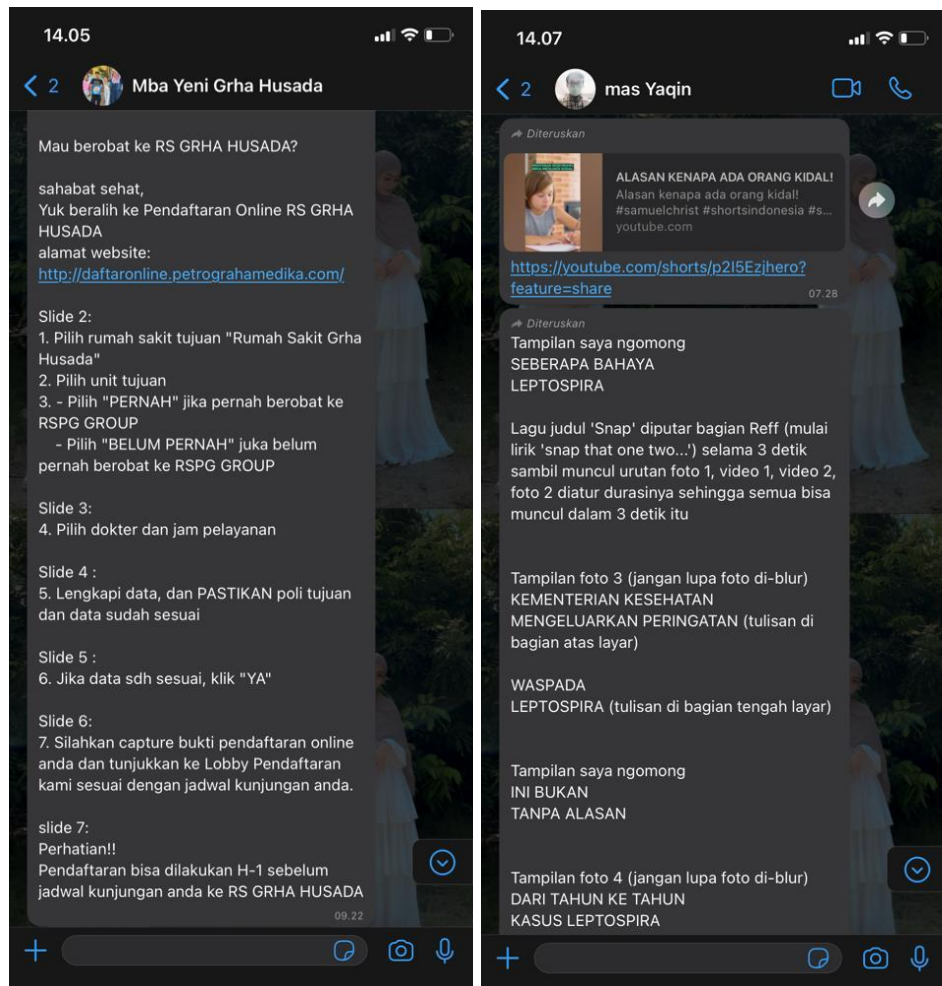 14.05
2
Mba Yeni Grha Husada
Mau berobat ke RS GRHA HUSADA?
sahabat sehat,
Yuk beralih ke Pendaftaran Online RS GRHA
HUSADA
alamat website:
http://daftaronline.petrograhamedika.com/
Slide 2:
1. Pilih rumah sakit tujuan "Rumah Sakit Grha
Husada"
2. Pilih unit tujuan
3. - Pilih "PERNAH" jika pernah berobat ke
RSPG GROUP
- Pilih "BELUM PERNAH" juka belum
pernah berobat ke RSPG GROUP
Slide 3:
4. Pilih dokter dan jam pelayanan
Slide 4 :
5. Lengkapi data, dan PASTIKAN poli tujuan
dan data sudah sesuai
Slide 5 :
6. Jika data sdh sesuai, klik "YA"
Slide 6:
7. Silahkan capture bukti pendaftaran online
anda dan tunjukkan ke Lobby Pendaftaran
kami sesuai dengan jadwal kunjungan anda.
slide 7:
Perhatian!!
Pendaftaran bisa dilakukan H-1 sebelum
jadwal kunjungan anda ke RS GRHA HUSADA
09.22
14.07
2
mas Yaqin
Diteruskan
ALASAN KENAPA ADA ORANG KIDAL!
Alasan kenapa ada orang kidal!
#samuelchrist #shortsindonesia #s...
youtube.com
https://youtube.com/shorts/p2I5Ezjhero?
feature=share
07.28
Diteruskan
Tampilan saya ngomong
SEBERAPA BAHAYA
LEPTOSPIRA
Lagu judul 'Snap' diputar bagian Reff (mulai
lirik 'snap that one two...') selama 3 detik
sambil muncul urutan foto 1, video 1, video 2,
foto 2 diatur durasinya sehingga semua bisa
muncul dalam 3 detik itu
Tampilan foto 3 (jangan lupa foto di-blur)
KEMENTERIAN KESEHATAN
MENGELUARKAN PERINGATAN (tulisan di
bagian atas layar)
WASPADA
LEPTOSPIRA (tulisan di bagian tengah layar)
Tampilan saya ngomong
INI BUKAN
TANPA ALASAN
Tampilan foto 4 (jangan lupa foto di-blur)
DARI TAHUN KE TAHUN
KASUS LEPTOSPIRA